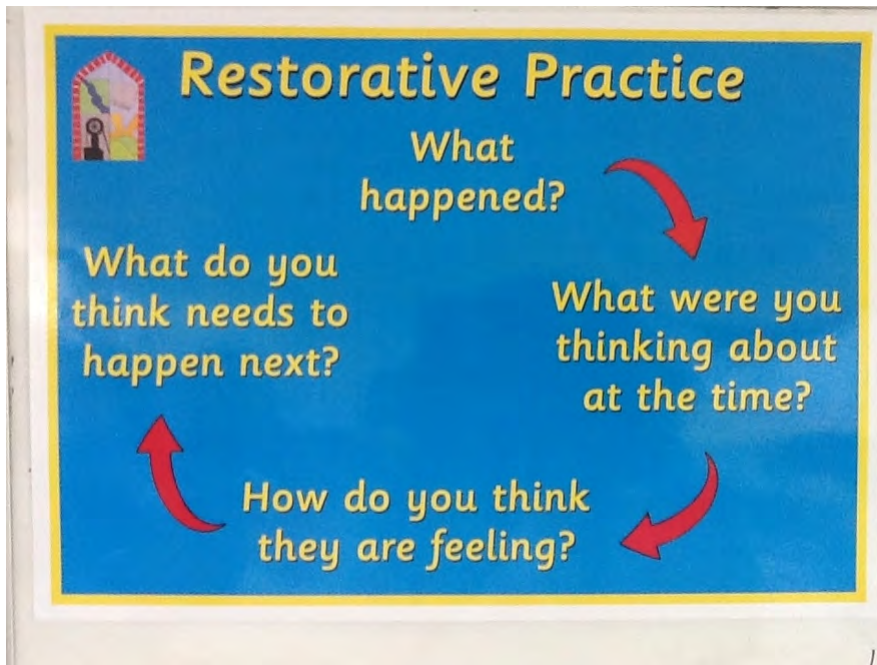 Restorative Practice
What
happened?
What were you
thinking about
at the time?
How do you think
they are feeling?
What do you
think needs to
happen next?